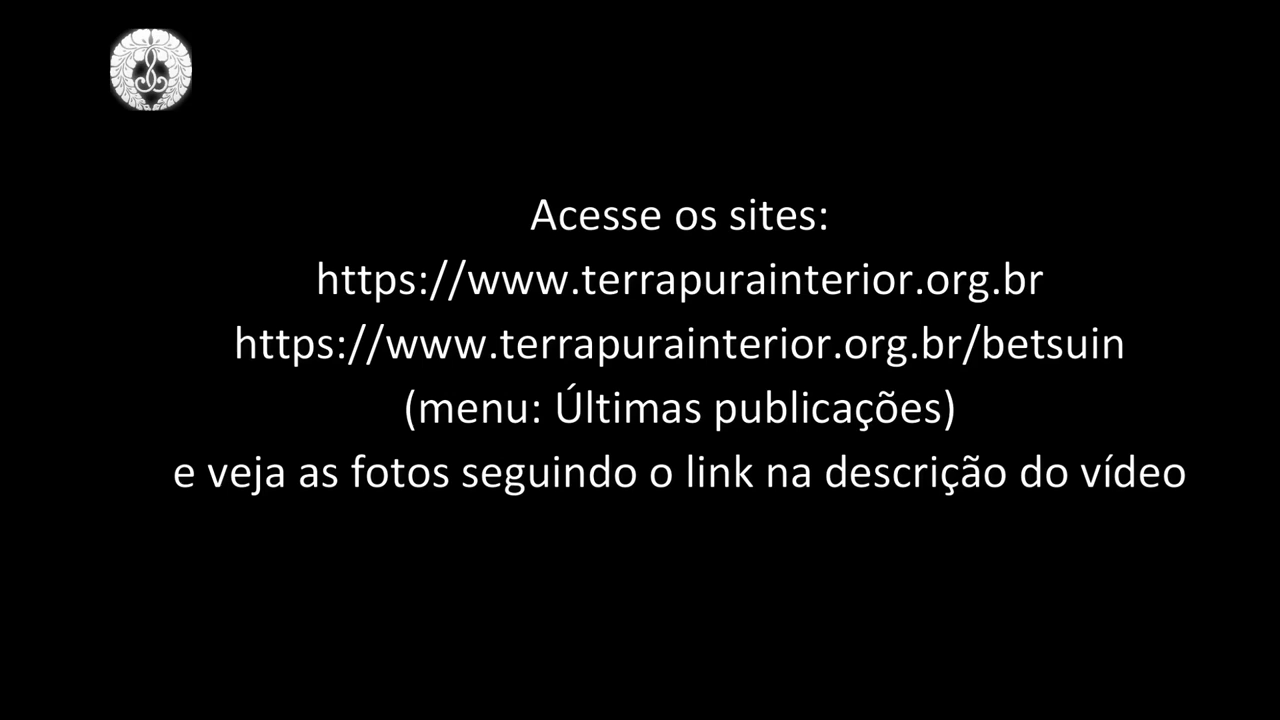 Acesse os sites:
https://www.terrapurainterior.org.br
https://www.terrapurainterior.org.br/betsuin
(menu: Últimas publicações)
e veja as fotos seguindo o link na descrição do vídeo